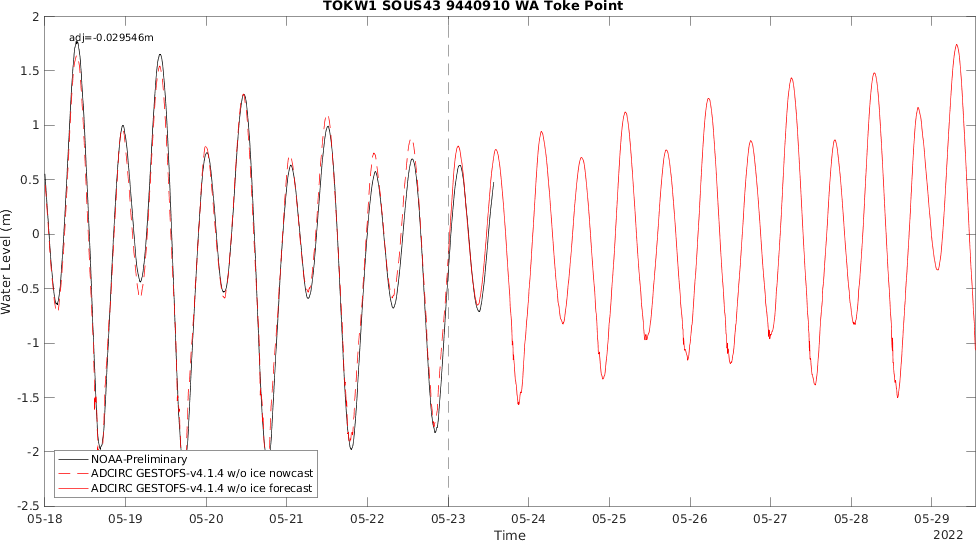 TOKW1 SOUS43 9440910 WA Toke Point
adj=-0.029546m
2
1.5
1
0.5
0
-0.5
-1
-1.5
-2
-2.5
Water Level (m)
NOAA-Preliminary
ADCIRC GESTOFS-v4.1.4 w/o ice nowcast
ADCIRC GESTOFS-v4.1.4 w/o ice forecast
05-18 05-19 05-20 05-21 05-22 05-23 05-24 05-25 05-26 05-27 05-28 05-29
Time
2022